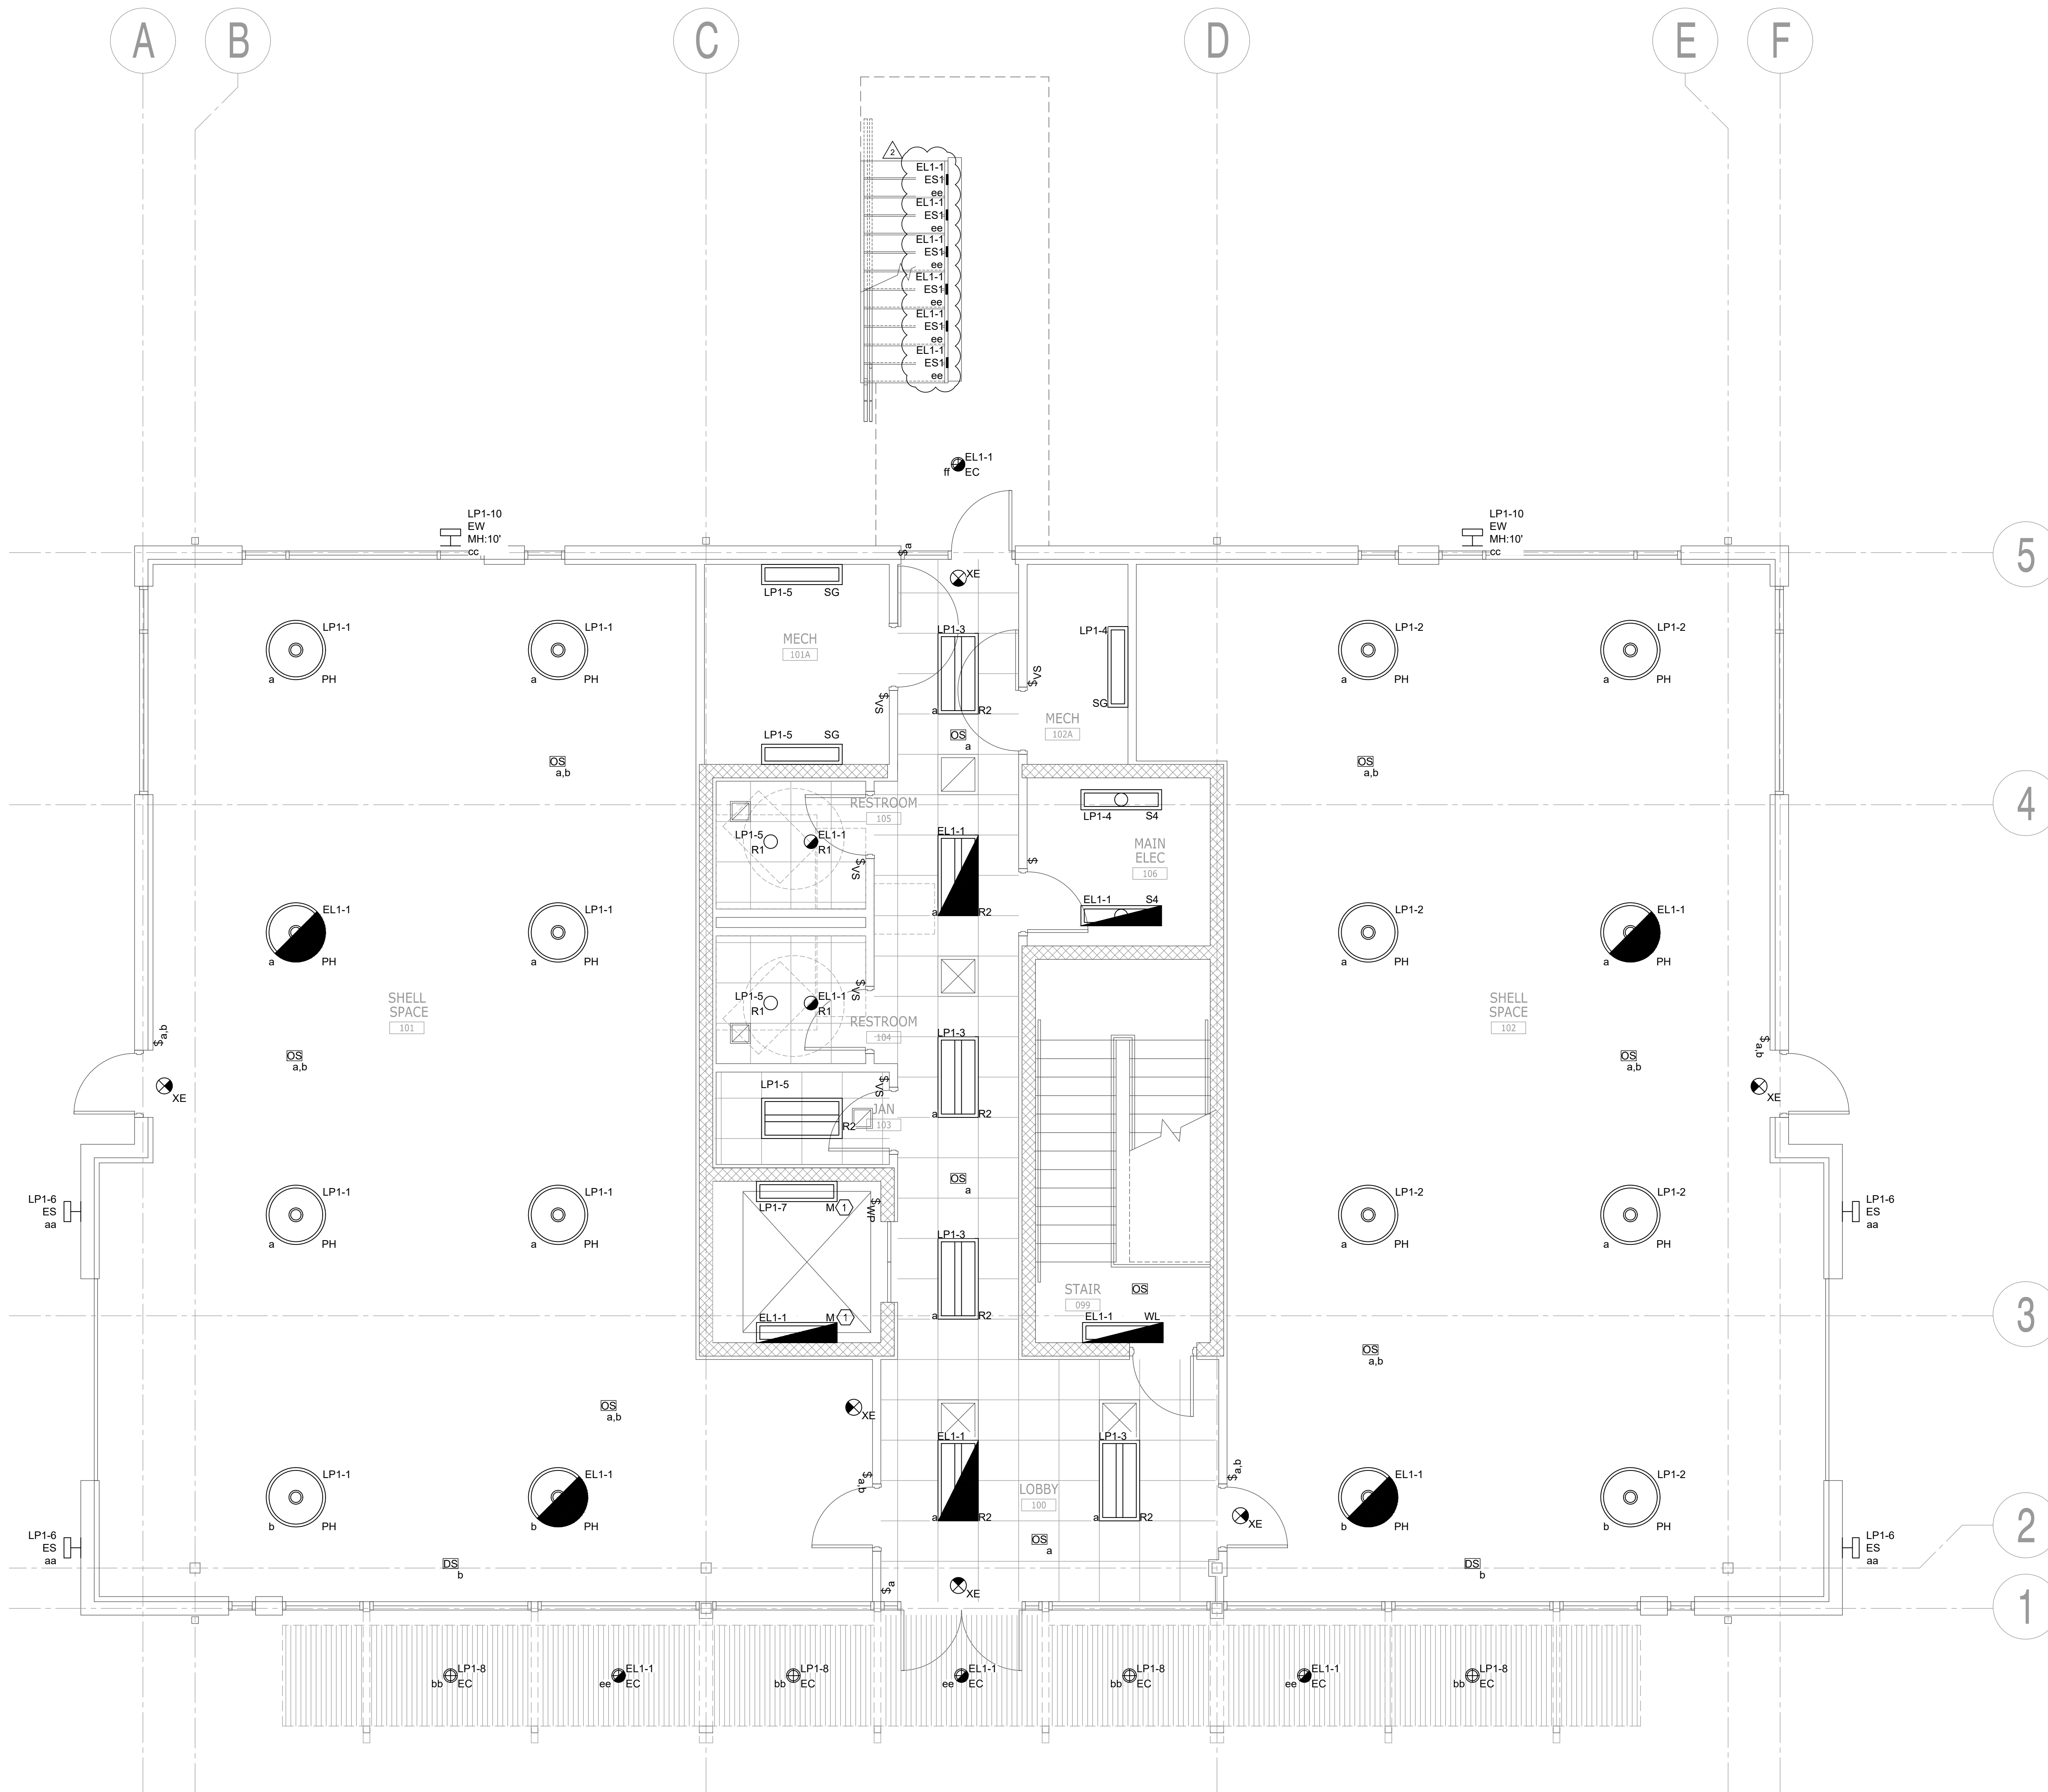 A
B
C
D
E
F
2
EL1-1
ES1
ee
EL1-1
ES1
ee
EL1-1
ES1
ee
EL1-1
ES1
ee
EL1-1
ES1
ee
EL1-1
ES1
ee
EL1-1
ff EC
LP1-10
EW
MH:10'
cc
LP1-10
EW
MH:10'
cc
5
$ a
XE
LP1-5 SG
LP1-1
a PH
LP1-1
a PH
MECH
101A
LP1-3
a R2
LP1-4
SG
$VS
MECH
102A
LP1-2
a PH
LP1-2
a PH
$VS
LP1-5 SG
OS
a
OS
a,b
OS
a,b
4
RESTROOM
105
LP1-5
R1
EL1-1
R1
$VS
EL1-1
a R2
LP1-4 S4
MAIN
ELEC
106
$
EL1-1 S4
EL1-1
a PH
LP1-1
a PH
LP1-2
a PH
EL1-1
a PH
SHELL
SPACE
101
LP1-5
R1
EL1-1
R1
$VS
RESTROOM
104
SHELL
SPACE
102
$a,b
OS
a,b
XE
LP1-3
a R2
$a,b
OS
a,b
XE
LP1-5
R2
$VS
JAN
103
OS
a
LP1-6
ES
aa
LP1-1
a PH
LP1-1
a PH
LP1-7 M 1
$WP
LP1-3
a R2
LP1-2
a PH
LP1-2
a PH
LP1-6
ES
aa
STAIR
099
OS
EL1-1 M 1
EL1-1 WL
3
OS
a,b
OS
a,b
XE
LP1-1
b PH
EL1-1
b PH
$a,b
EL1-1
a R2
LP1-3
a R2
LOBBY
100
$a,b
XE
EL1-1
b PH
LP1-2
b PH
2
LP1-6
ES
aa
DS
b
OS
a
DS
b
LP1-6
ES
aa
$ a
XE
1
LP1-8
bb EC
EL1-1
ee EC
LP1-8
bb EC
EL1-1
ee EC
LP1-8
bb EC
EL1-1
ee EC
LP1-8
bb EC